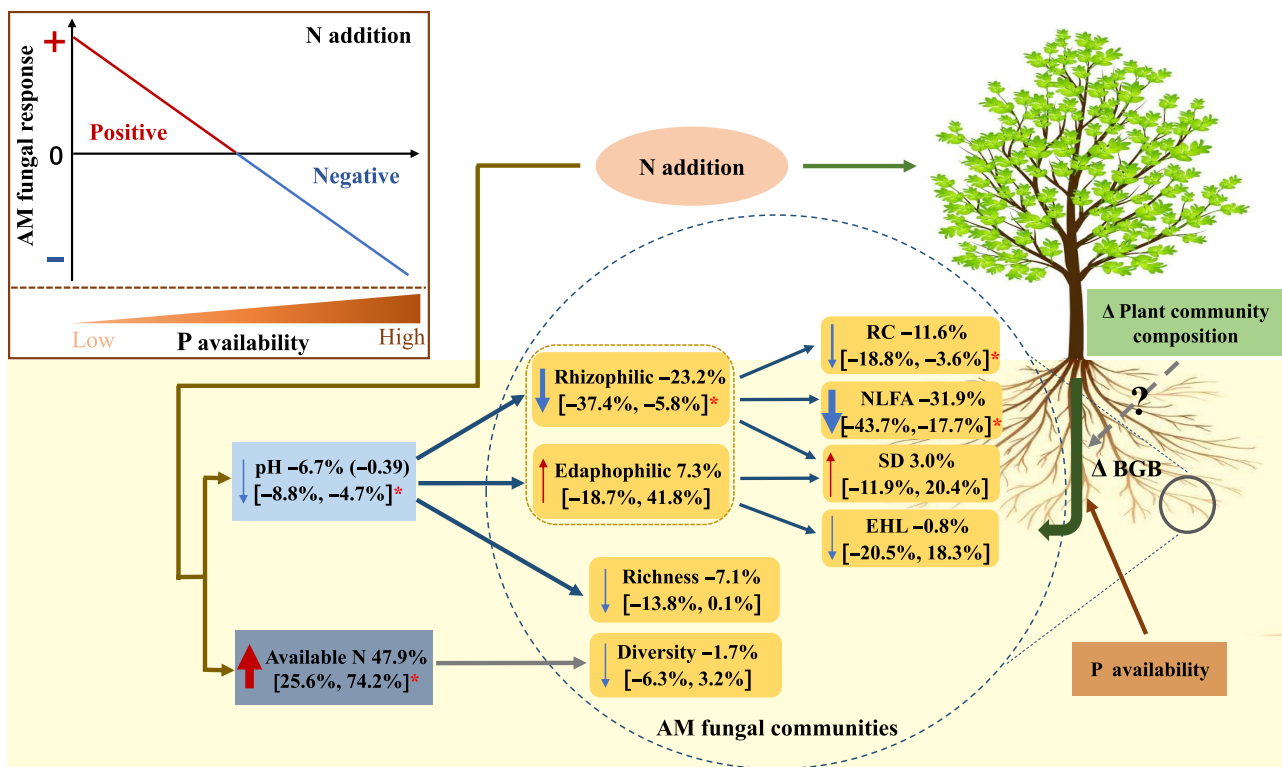 N addition
+
AM fungal response
Positive
0
Negative
–
Low
P availability
High
N addition
Δ Plant community
composition
?
Δ BGB
P availability
RC −11.6%
[−18.8%, −3.6%]*
Rhizophilic −23.2%
[−37.4%, −5.8%]*
NLFA −31.9%
[−43.7%,−17.7%]*
pH −6.7% (−0.39)
[−8.8%, −4.7%]*
Edaphophilic 7.3%
[−18.7%, 41.8%]
SD 3.0%
[−11.9%, 20.4%]
EHL −0.8%
[−20.5%, 18.3%]
Richness −7.1%
[−13.8%, 0.1%]
Available N 47.9%
[25.6%, 74.2%]*
Diversity −1.7%
[−6.3%, 3.2%]
AM fungal communities